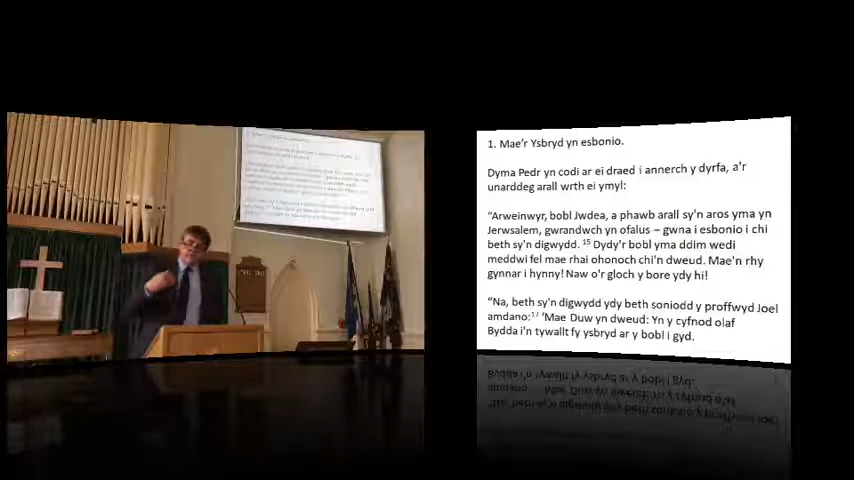 1. Mae'r Ysbryd yn esbonio.
Dyma Pedr yn codi ar ei draed i annerch y dyrfa, a'r
unarddeg arall wrth ei ymyl:
“Arweinwyr, bobl Jwdea, a phawb arall sy'n aros yma yn
Jerwsalem, gwrandwch yn ofalus – gwna i esbonio i chi
beth sy'n digwydd. ¹⁵ Dydy'r bobl yma ddim wedi
meddwi fel mae rhai ohonoch chi'n dweud. Mae'n rhy
gynnar i hynny! Naw o'r gloch y bore ydy hi!
“Na, beth sy'n digwydd ydy beth soniodd y proffwyd Joel
amdano:¹⁷ ‘Mae Duw yn dweud: Yn y cyfnod olaf
Bydda i'n tywallt fy ysbryd ar y bobl i gyd.